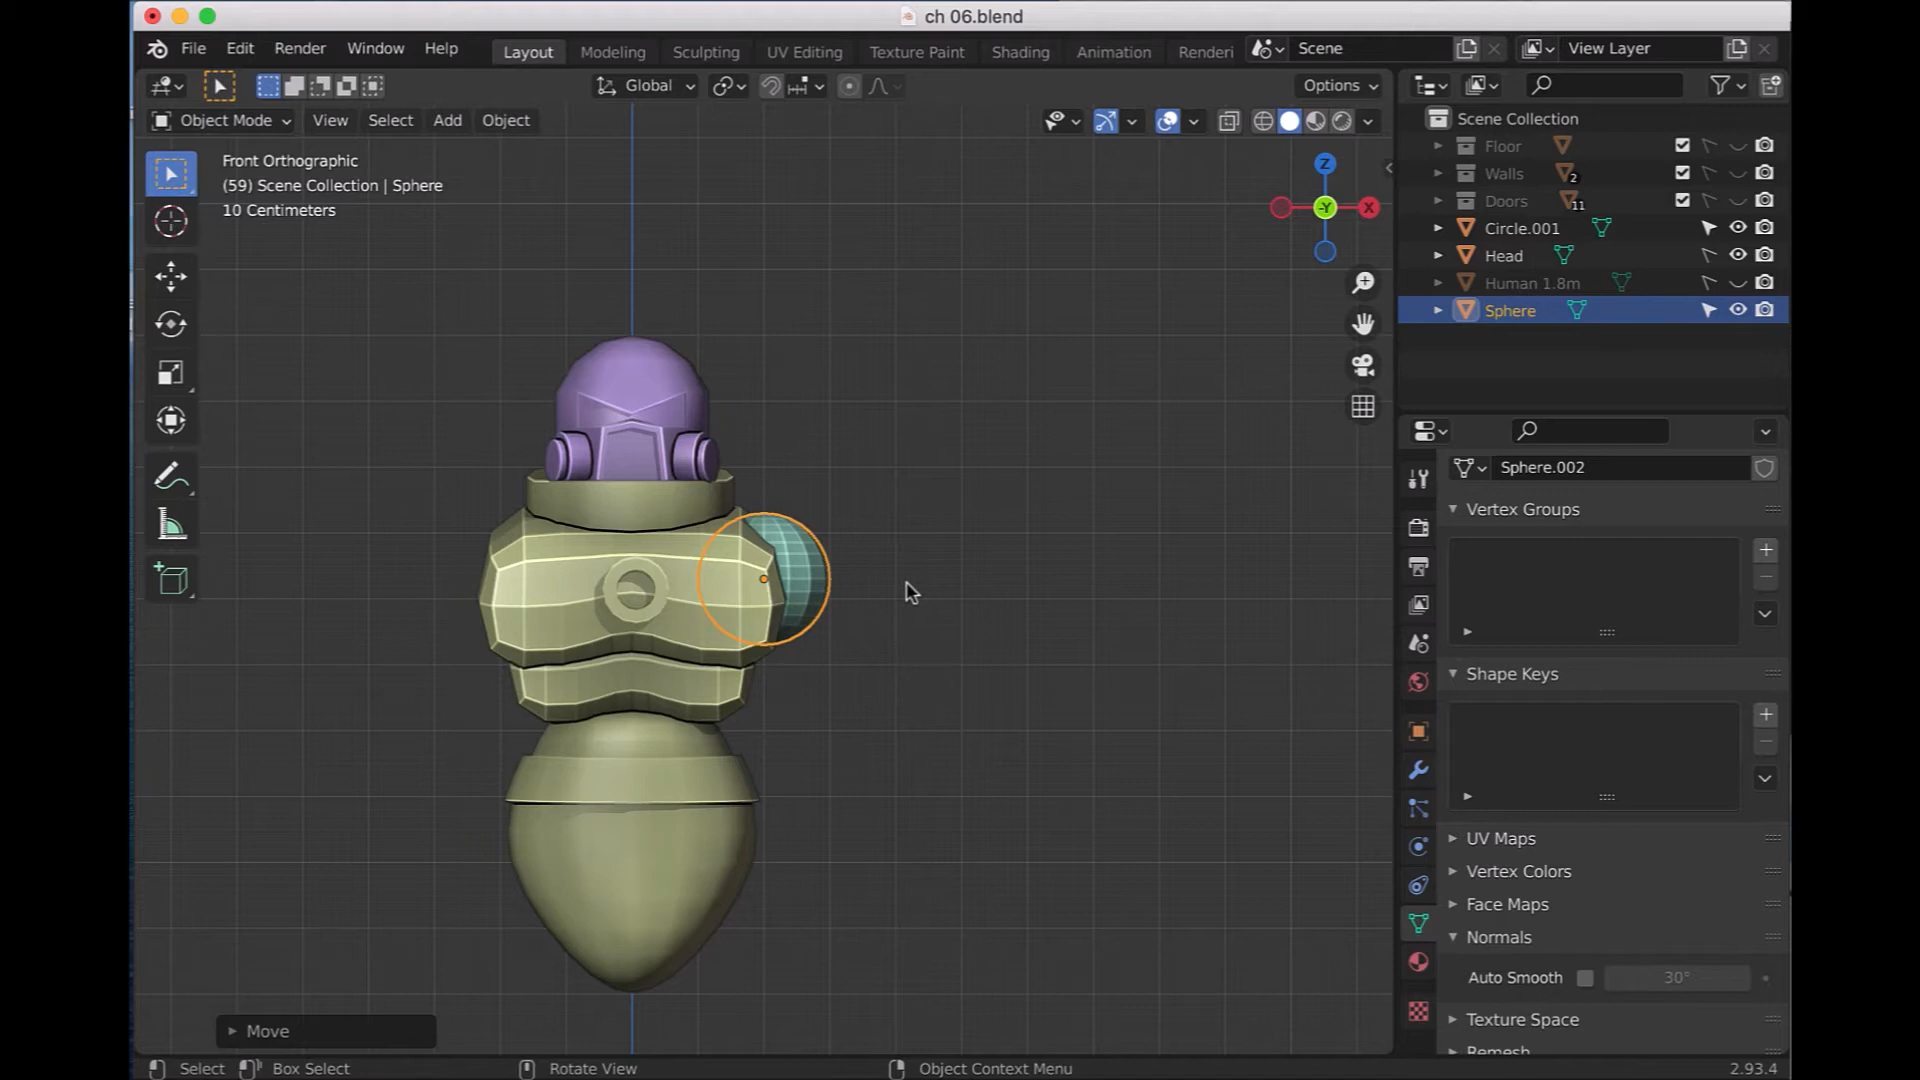 ch 06.blend
File Edit Render Window Help Layout Modeling Sculpting UV Editing Texture Paint Shading Animation Renderi Scene View Layer
Global Options
Object Mode View Select Add Object
Front Orthographic
(59) Scene Collection | Sphere
10 Centimeters
Z
-Y
X
Move
Scene Collection
Floor
Walls 2
Doors 11
Circle.001
Head
Human 1.8m
Sphere
Sphere.002
Vertex Groups
Shape Keys
UV Maps
Vertex Colors
Face Maps
Normals
Auto Smooth 30°
Texture Space
Remesh
Select Box Select Rotate View Object Context Menu 2.93.4